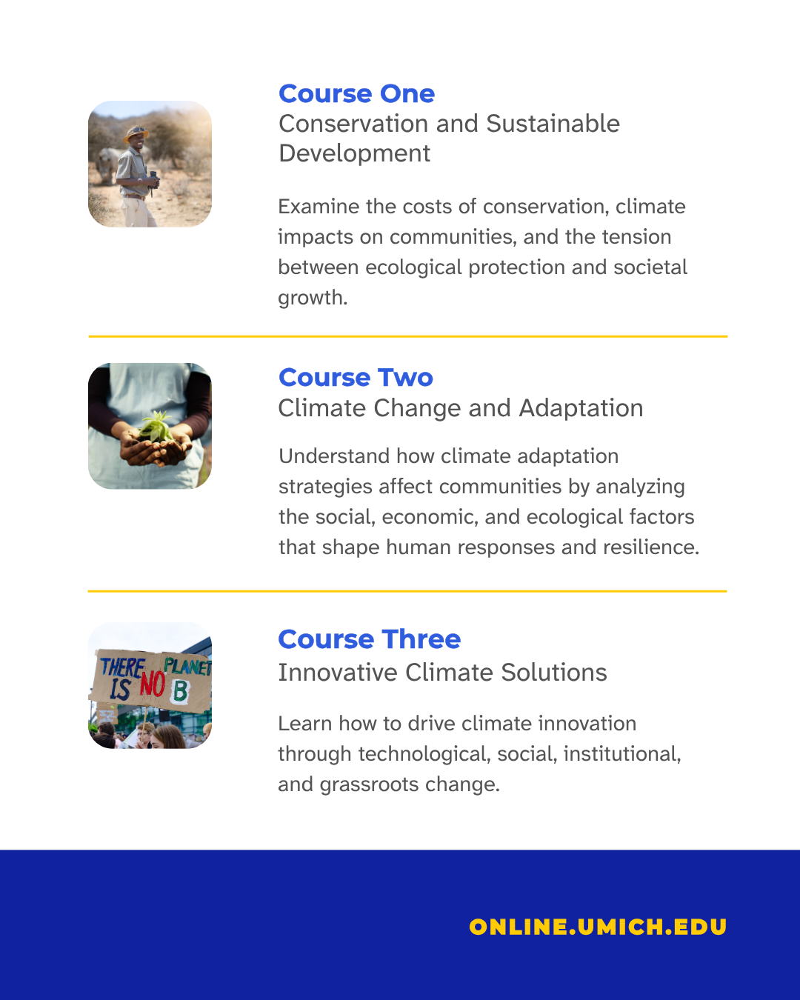 Course One
Conservation and Sustainable
Development
Examine the costs of conservation, climate
impacts on communities, and the tension
between ecological protection and societal
growth.
Course Two
Climate Change and Adaptation
Understand how climate adaptation
strategies affect communities by analyzing
the social, economic, and ecological factors
that shape human responses and resilience.
THERE PLANET
IS NO B
Course Three
Innovative Climate Solutions
Learn how to drive climate innovation
through technological, social, institutional,
and grassroots change.
ONLINE.UMICH.EDU